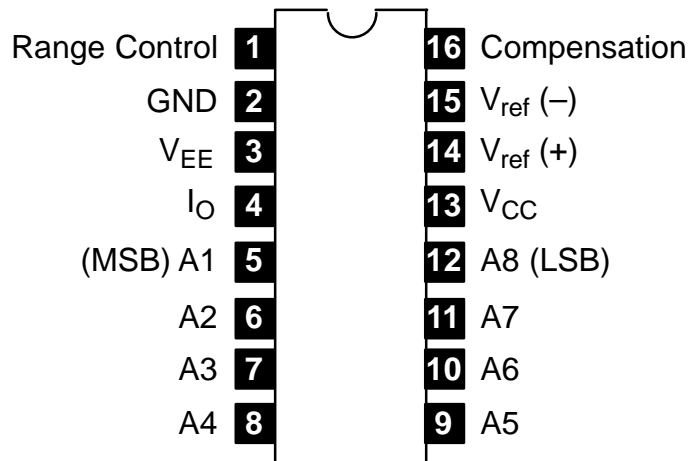 Range Control 1 16 Compensation
GND 2 15 Vref (–)
VEE 3 14 Vref (+)
IO 4 13 VCC
(MSB) A1 5 12 A8 (LSB)
A2 6 11 A7
A3 7 10 A6
A4 8 9 A5